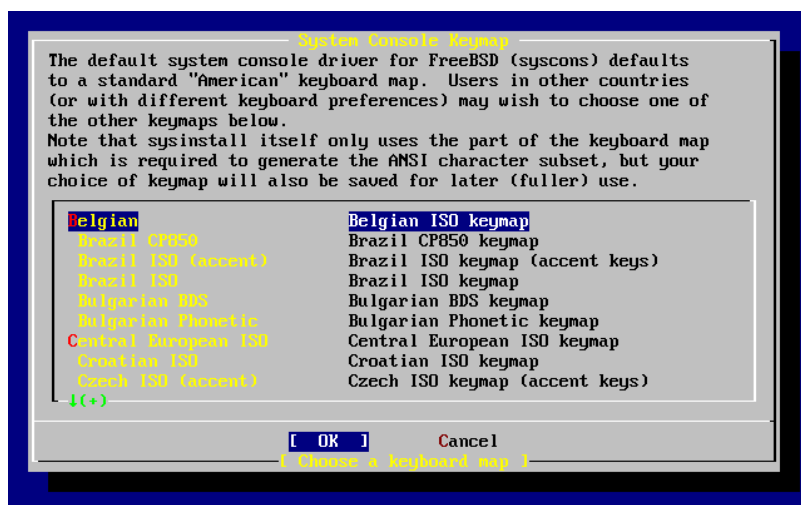 System Console Keymap
The default system console driver for FreeBSD (syscons) defaults
to a standard "American" keyboard map.  Users in other countries
(or with different keyboard preferences) may wish to choose one of
the other keymaps below.
Note that sysinstall itself only uses the part of the keyboard map
which is required to generate the ANSI character subset, but your
choice of keymap will also be saved for later (fuller) use.
Belgian Belgian ISO keymap
Brazil CP850 Brazil CP850 keymap
Brazil ISO (accent) Brazil ISO keymap (accent keys)
Brazil ISO Brazil ISO keymap
Bulgarian BDS Bulgarian BDS keymap
Bulgarian Phonetic Bulgarian Phonetic keymap
Central European ISO Central European ISO keymap
Croatian ISO Croatian ISO keymap
Czech ISO (accent) Czech ISO keymap (accent keys)
↓(+)
[ OK ] Cancel
[ Choose a keyboard map ]